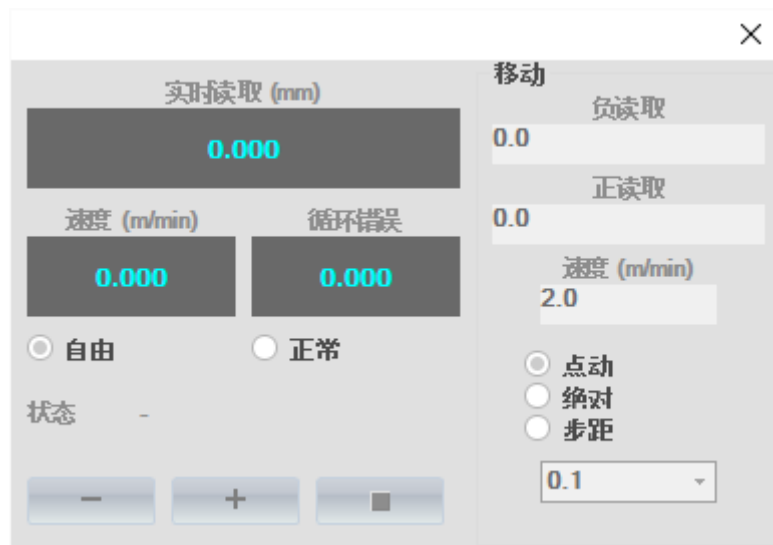 实时读取 (mm)
0.000
速度 (m/min)
循环错误
0.000
0.000
自由
正常
状态
-
−
+
移动
负读取
0.0
正读取
0.0
速度 (m/min)
2.0
点动
绝对
步距
0.1